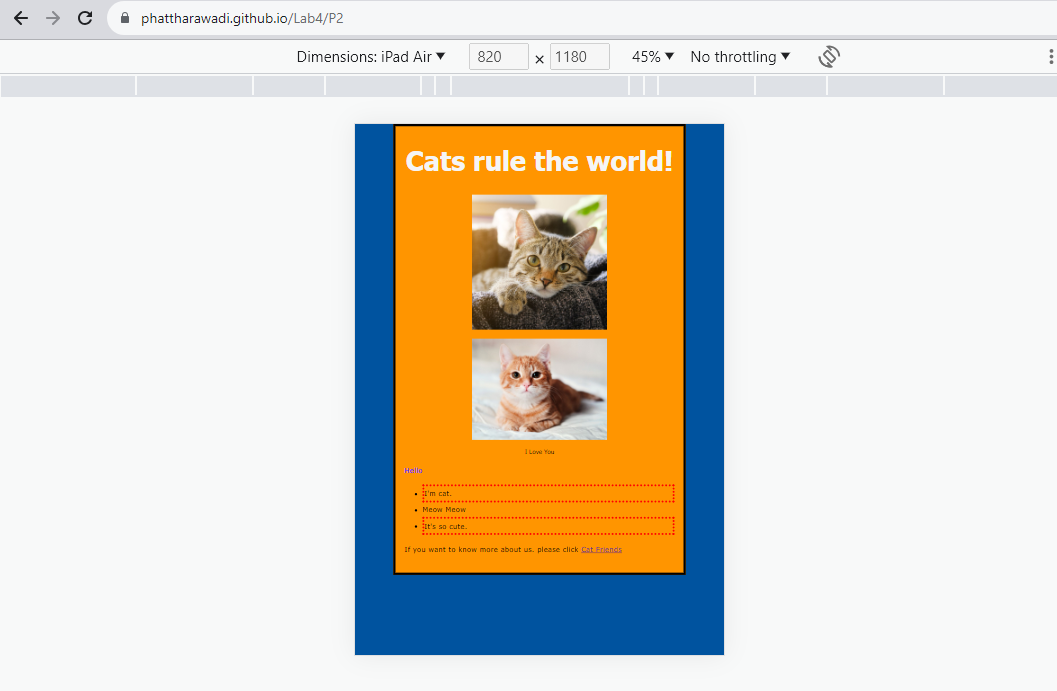 phattharawadi.github.io/Lab4/P2
Dimensions: iPad Air ▼ 820 × 1180 45% ▼ No throttling ▼
Cats rule the world!
I Love You
Hello
I'm cat.
Meow Meow
It's so cute.
If you want to know more about us, please click Cat Friends